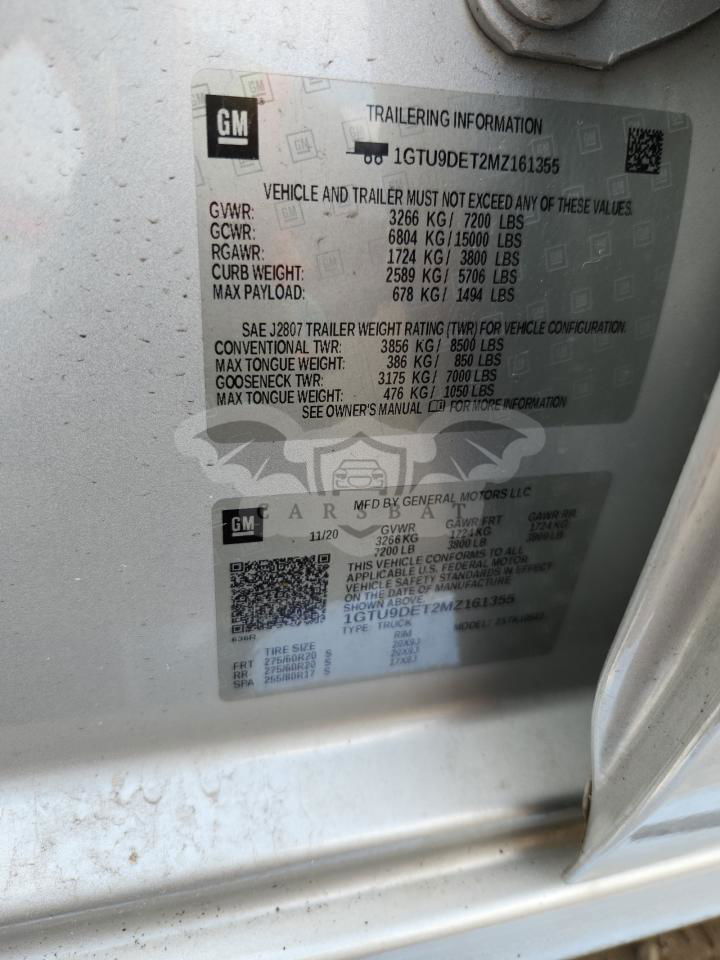 GM
TRAILERING INFORMATION
1GTU9DET2MZ161355
VEHICLE AND TRAILER MUST NOT EXCEED ANY OF THESE VALUES.
GVWR: 3266 KG/ 7200 LBS
GCWR: 6804 KG/15000 LBS
RGAWR: 1724 KG/ 3800 LBS
CURB WEIGHT: 2589 KG/ 5706 LBS
MAX PAYLOAD: 678 KG/ 1494 LBS
SAE J2807 TRAILER WEIGHT RATING (TWR) FOR VEHICLE CONFIGURATION.
CONVENTIONAL TWR: 3856 KG/ 8500 LBS
MAX TONGUE WEIGHT: 386 KG/ 850 LBS
GOOSENECK TWR: 3175 KG/ 7000 LBS
MAX TONGUE WEIGHT: 476 KG/ 1050 LBS
SEE OWNER'S MANUAL FOR MORE INFORMATION
CARSBAT
GM
MFD BY GENERAL MOTORS LLC
11/20 GVWR GAWR FRT GAWR RR
3266 KG 1724 KG 1724 KG
7200 LB 3800 LB 3800 LB
THIS VEHICLE CONFORMS TO ALL
APPLICABLE U.S. FEDERAL MOTOR
VEHICLE SAFETY STANDARDS IN EFFECT
ON THE DATE OF MANUFACTURE
SHOWN ABOVE.
1GTU9DET2MZ161355
TYPE: TRUCK MODEL:
636R
TIRE SIZE RIM
FRT 275/60R20 S 20X9J
RR 275/60R20 S 20X9J
SPA 255/80R17 S 17X8J